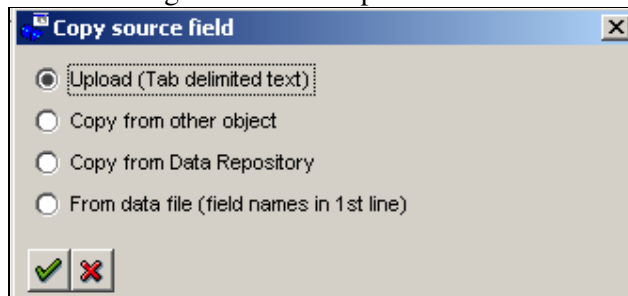 Copy source field
Upload (Tab delimited text)
Copy from other object
Copy from Data Repository
From data file (field names in 1st line)